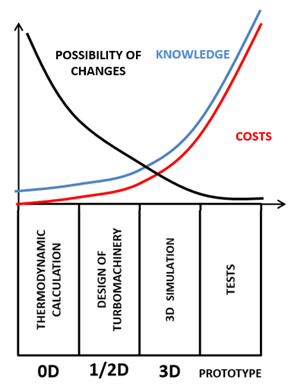 POSSIBILITY OF
CHANGES
KNOWLEDGE
COSTS
THERMODYNAMIC
CALCULATION
DESIGN OF
TURBOMACHINERY
3D SIMULATION
TESTS
0D
1/2D
3D
PROTOTYPE